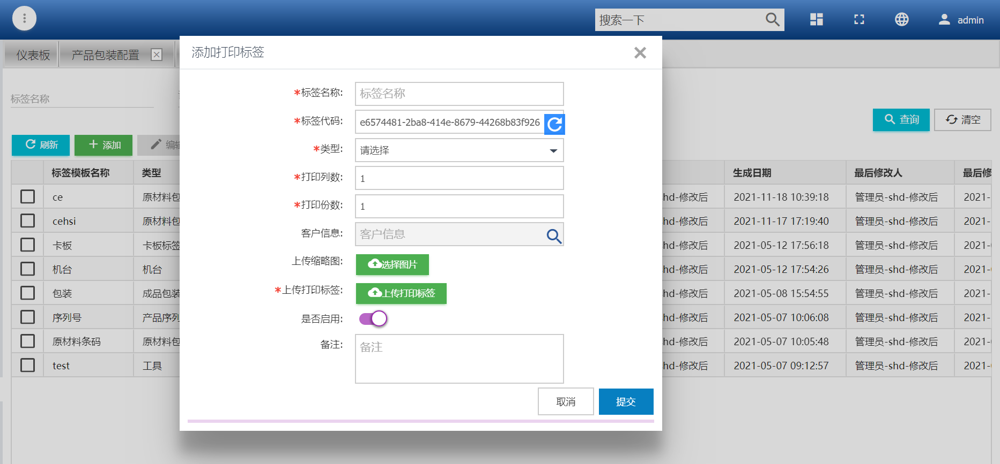 搜索一下
admin
仪表板
产品包装配置
添加打印标签
标签名称
*标签名称: 标签名称
*标签代码: e6574481-2ba8-414e-8679-44268b83f926
*类型: 请选择
*打印列数: 1
*打印份数: 1
客户信息: 客户信息
上传缩略图: 选择图片
*上传打印标签: 上传打印标签
是否启用:
备注: 备注
取消 提交
查询 清空
刷新 添加 编辑
标签模板名称 类型 生成日期 最后修改人 最后修
ce 原材料包 hd-修改后 2021-11-18 10:39:18 管理员-shd-修改后 2021-
cehsi 原材料包 hd-修改后 2021-11-17 17:19:40 管理员-shd-修改后 2021-
卡板 卡板标签 hd-修改后 2021-05-12 17:56:18 管理员-shd-修改后 2021-
机台 机台 hd-修改后 2021-05-12 17:54:26 管理员-shd-修改后 2021-
包装 成品包装 hd-修改后 2021-05-08 15:54:55 管理员-shd-修改后 2021-
序列号 产品序列 hd-修改后 2021-05-07 10:06:08 管理员-shd-修改后 2021-
原材料条码 原材料包 hd-修改后 2021-05-07 10:05:48 管理员-shd-修改后 2021-
test 工具 hd-修改后 2021-05-07 09:12:57 管理员-shd-修改后 2021-